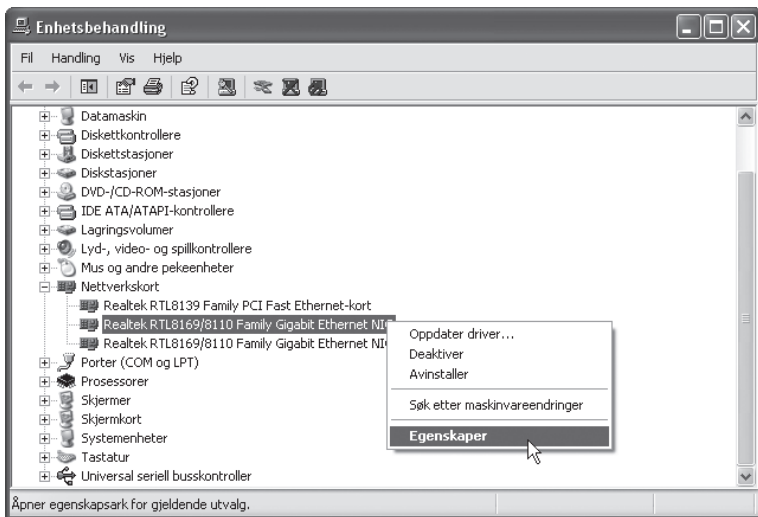 Enhetsbehandling
Fil Handling Vis Hjelp
Datamaskin
Diskettkontrollere
Diskettstasjoner
Diskstasjoner
DVD-/CD-ROM-stasjoner
IDE ATA/ATAPI-kontrollere
Lagringsvolumer
Lyd-, video- og spillkontrollere
Mus og andre pekeenheter
Nettverkskort
Realtek RTL8139 Family PCI Fast Ethernet-kort
Realtek RTL8169/8110 Family Gigabit Ethernet NIC
Realtek RTL8169/8110 Family Gigabit Ethernet NI
Porter (COM og LPT)
Prosessorer
Skjermer
Skjermkort
Systemenheter
Tastatur
Universal seriell busskontroller
Oppdater driver...
Deaktiver
Avinstaller
Søk etter maskinvareendringer
Egenskaper
Åpner egenskapsark for gjeldende utvalg.